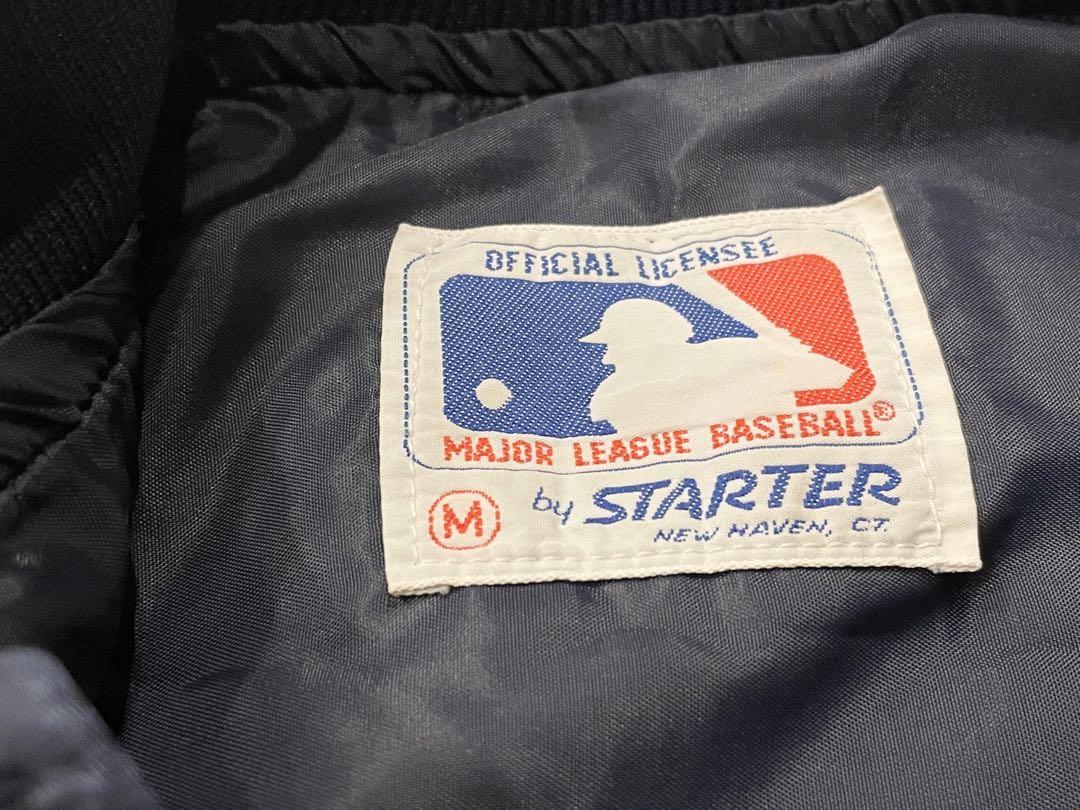 OFFICIAL LICENSEE
MAJOR LEAGUE BASEBALL®
M by STARTER
NEW HAVEN, CT.